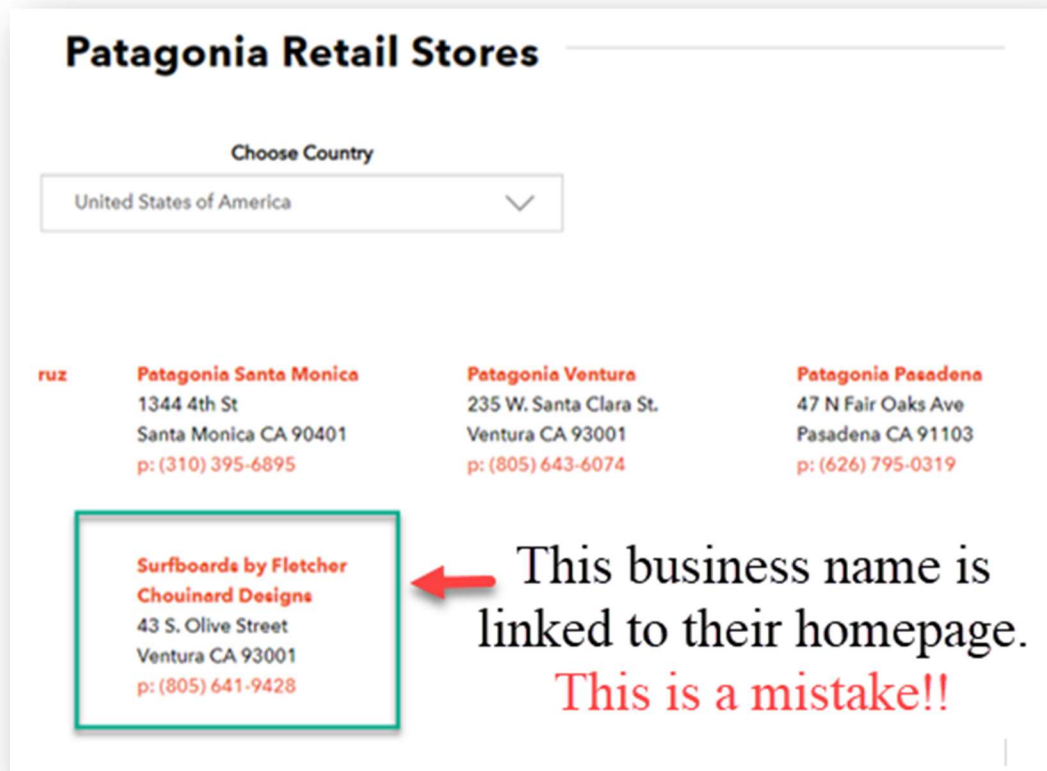 Patagonia Retail Stores
Choose Country
United States of America
ruz
Patagonia Santa Monica
1344 4th St
Santa Monica CA 90401
p: (310) 395-6895
Patagonia Ventura
235 W. Santa Clara St.
Ventura CA 93001
p: (805) 643-6074
Patagonia Pasadena
47 N Fair Oaks Ave
Pasadena CA 91103
p: (626) 795-0319
Surfboards by Fletcher
Chouinard Designs
43 S. Olive Street
Ventura CA 93001
p: (805) 641-9428
This business name is
linked to their homepage.
This is a mistake!!